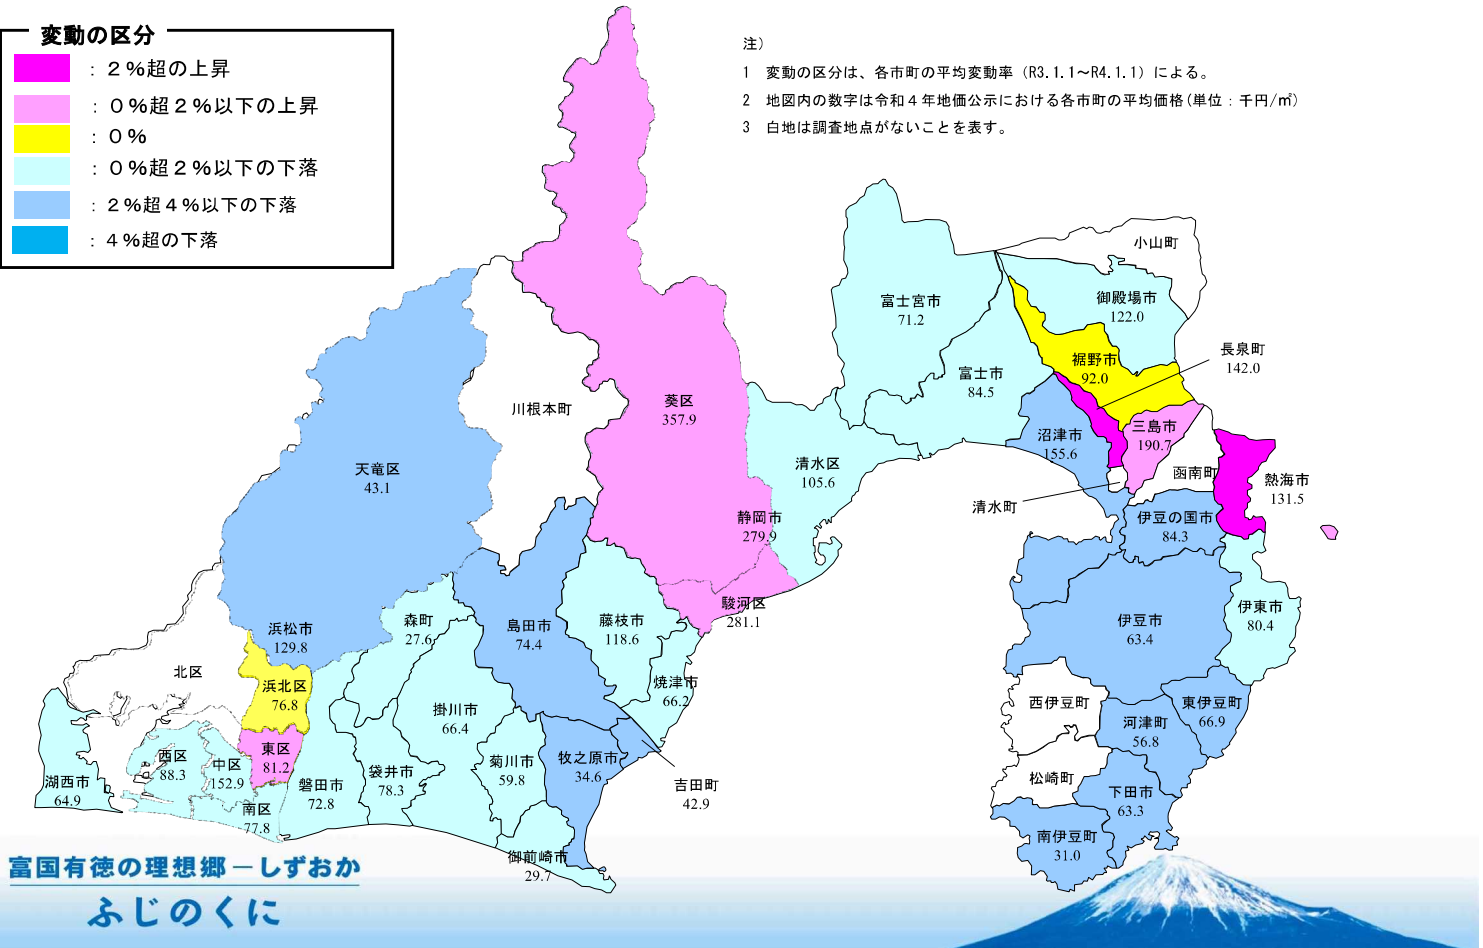 変動の区分
：２％超の上昇
：０％超２％以下の上昇
：０％
：０％超２％以下の下落
：２％超４％以下の下落
：４％超の下落
注）
1 変動の区分は、各市町の平均変動率（R3.1.1～R4.1.1）による。
2 地図内の数字は令和４年地価公示における各市町の平均価格(単位：千円/㎡)
3 白地は調査地点がないことを表す。
小山町
御殿場市
122.0
富士宮市
71.2
裾野市
92.0
長泉町
142.0
富士市
84.5
葵区
357.9
川根本町
沼津市
155.6
三島市
190.7
函南町
熱海市
131.5
清水町
天竜区
43.1
清水区
105.6
静岡市
279.9
伊豆の国市
84.3
駿河区
281.1
伊東市
80.4
伊豆市
63.4
森町
27.6
島田市
74.4
藤枝市
118.6
浜松市
129.8
北区
浜北区
76.8
焼津市
66.2
西伊豆町
東伊豆町
66.9
河津町
56.8
掛川市
66.4
東区
81.2
西区
88.3
中区
152.9
湖西市
64.9
南区
77.8
磐田市
72.8
袋井市
78.3
菊川市
59.8
牧之原市
34.6
吉田町
42.9
松崎町
下田市
63.3
南伊豆町
31.0
御前崎市
29.7
富国有徳の理想郷－しずおか
ふじのくに